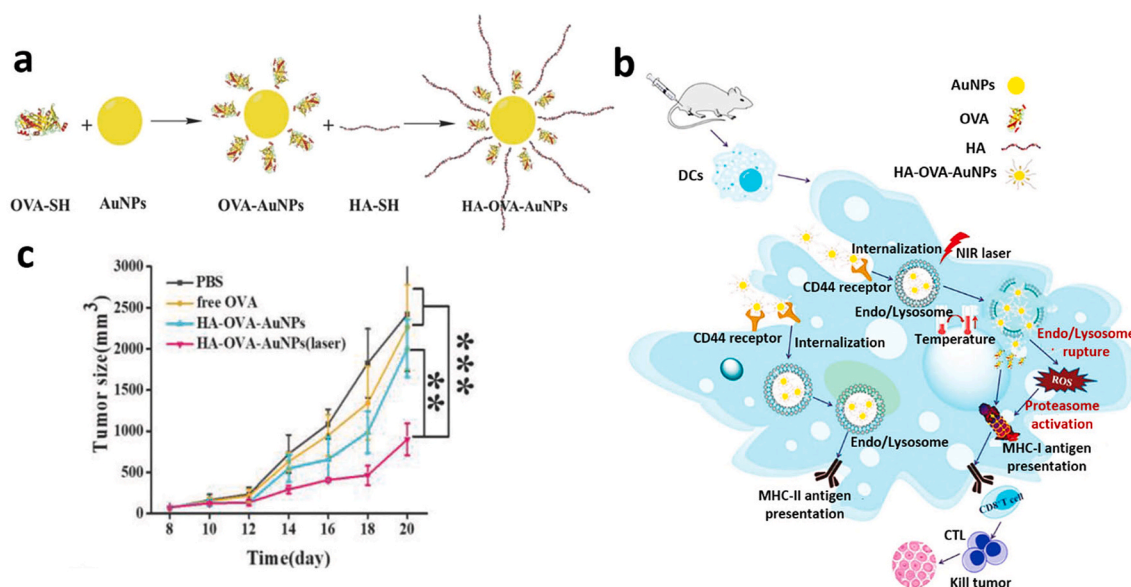 a
OVA-SH
+
AuNPs
OVA-AuNPs
+
HA-SH
HA-OVA-AuNPs
b
AuNPs
OVA
HA
HA-OVA-AuNPs
DCs
Internalization
NIR laser
CD44 receptor
Endo/Lysosome
CD44 receptor
Internalization
Temperature
Endo/Lysosome
rupture
ROS
Proteasome
activation
Endo/Lysosome
MHC-I antigen
presentation
MHC-II antigen
presentation
CD8+T cell
CTL
Kill tumor
c
Tumor size(mm3)
3000
2500
2000
1500
1000
500
0
PBS
free OVA
HA-OVA-AuNPs
HA-OVA-AuNPs(laser)
**
***
8 10 12 14 16 18 20
Time(day)